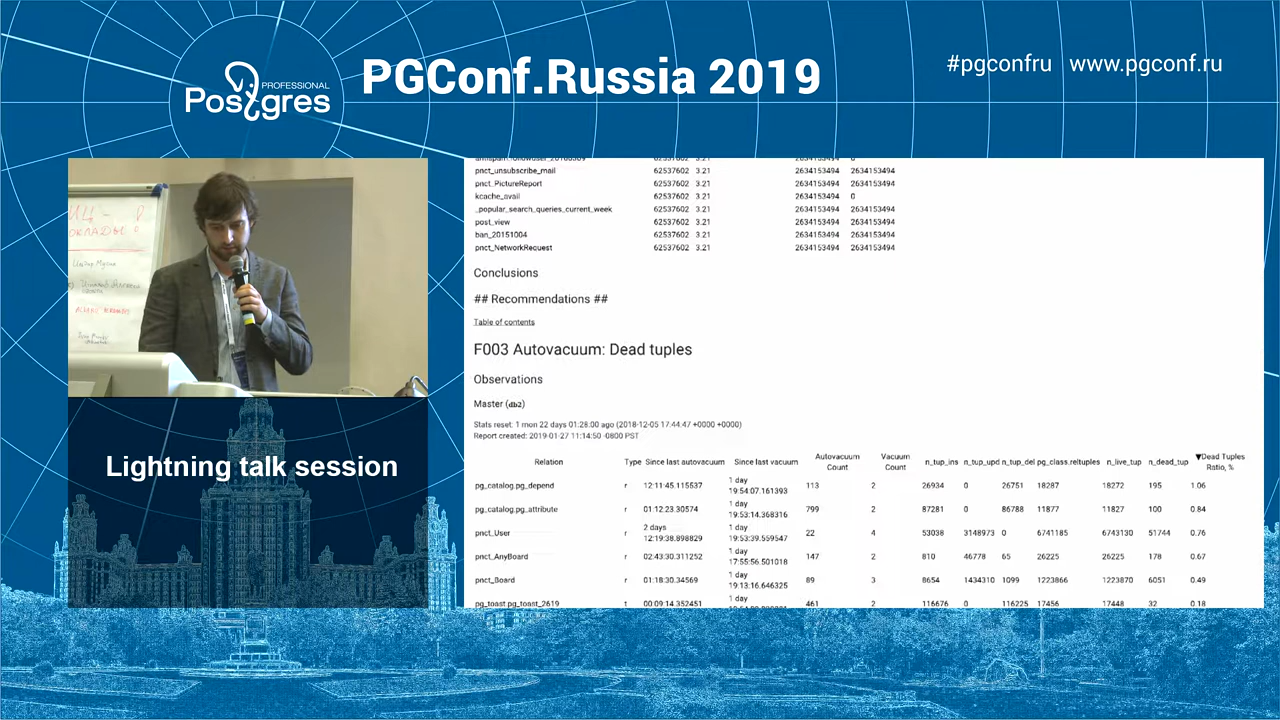 PROFESSIONAL
Postgres
PGConf.Russia 2019
#pgconfru www.pgconf.ru
Lightning talk session
62537602 3.21 2634153494 0
pnct_unsubscribe_mail 62537602 3.21 2634153494 2634153494
pnct_PictureReport 62537602 3.21 2634153494 2634153494
kcache_avail 62537602 3.21 2634153494 0
_popular_search_queries_current_week 62537602 3.21 2634153494 2634153494
post_view 62537602 3.21 2634153494 2634153494
ban_20151004 62537602 3.21 2634153494 2634153494
pnct_NetworkRequest 62537602 3.21 2634153494 2634153494
Conclusions
## Recommendations ##
Table of contents
F003 Autovacuum: Dead tuples
Observations
Master (db2)
Stats reset: 1 mon 22 days 01:28:00 ago (2018-12-05 17:44:47 +0000 +0000)
Report created: 2019-01-27 11:14:50 -0800 PST
Relation Type Since last autovacuum Since last vacuum Autovacuum Count Vacuum Count n_tup_ins n_tup_upd n_tup_del pg_class.reltuples n_live_tup n_dead_tup ▼Dead Tuples Ratio, %
pg_catalog.pg_depend r 12:11:45.115537 1 day 19:54:07.161393 113 2 26934 0 26751 18287 18272 195 1.06
pg_catalog.pg_attribute r 01:12:23.30574 1 day 19:53:14.368316 799 2 87281 0 86788 11877 11827 100 0.84
pnct_User r 2 days 12:19:38.898829 1 day 19:53:39.559547 22 4 53038 3148973 0 6741185 6743130 51744 0.76
pnct_AnyBoard r 02:43:30.311252 1 day 17:55:56.501018 147 2 810 46778 65 26225 26225 178 0.67
pnct_Board r 01:18:30.34569 1 day 19:13:16.646325 89 3 8654 1434310 1099 1223866 1223870 6051 0.49
pg_toast.pg_toast_2619 t 00:09:14.352451 1 day 461 2 116676 0 116225 17456 17448 32 0.18